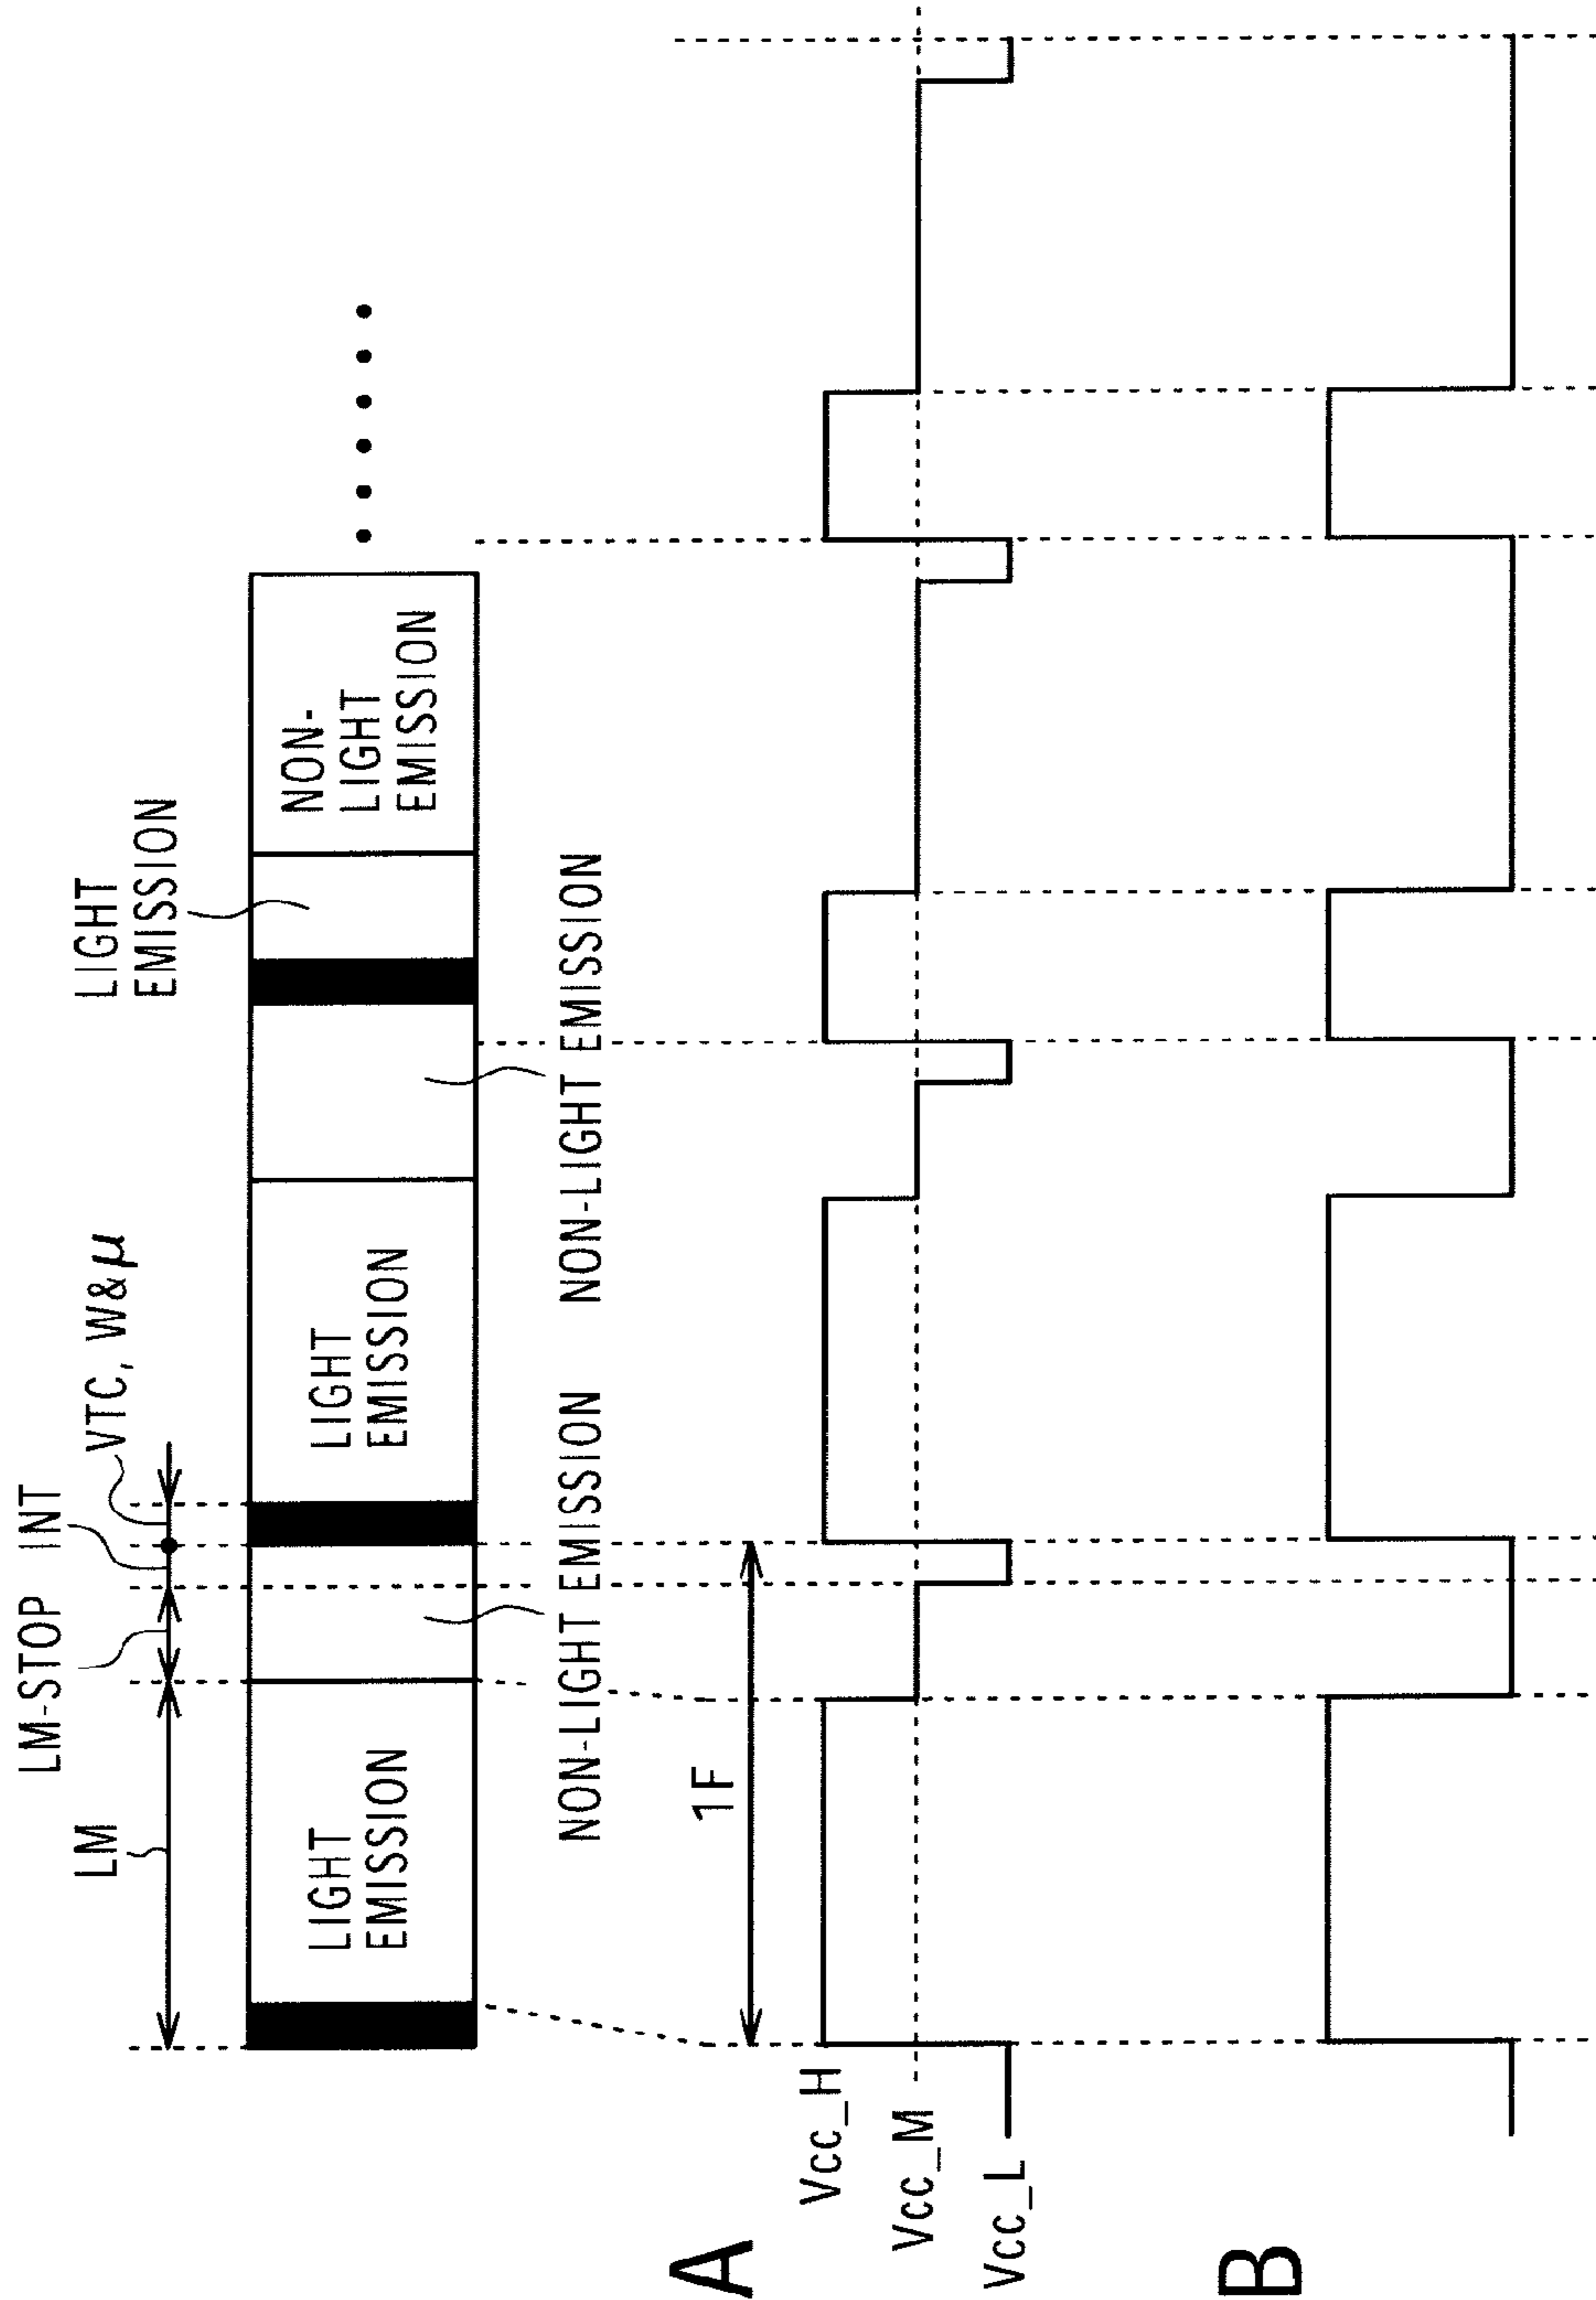 LM
LM-STOP
INT
VTC, W&μ
LIGHT
EMISSION
LIGHT
EMISSION
LIGHT
EMISSION
NON-
LIGHT
EMISSION
NON-LIGHT EMISSION
NON-LIGHT EMISSION
A
1F
Vcc_H
Vcc_M
Vcc_L
B